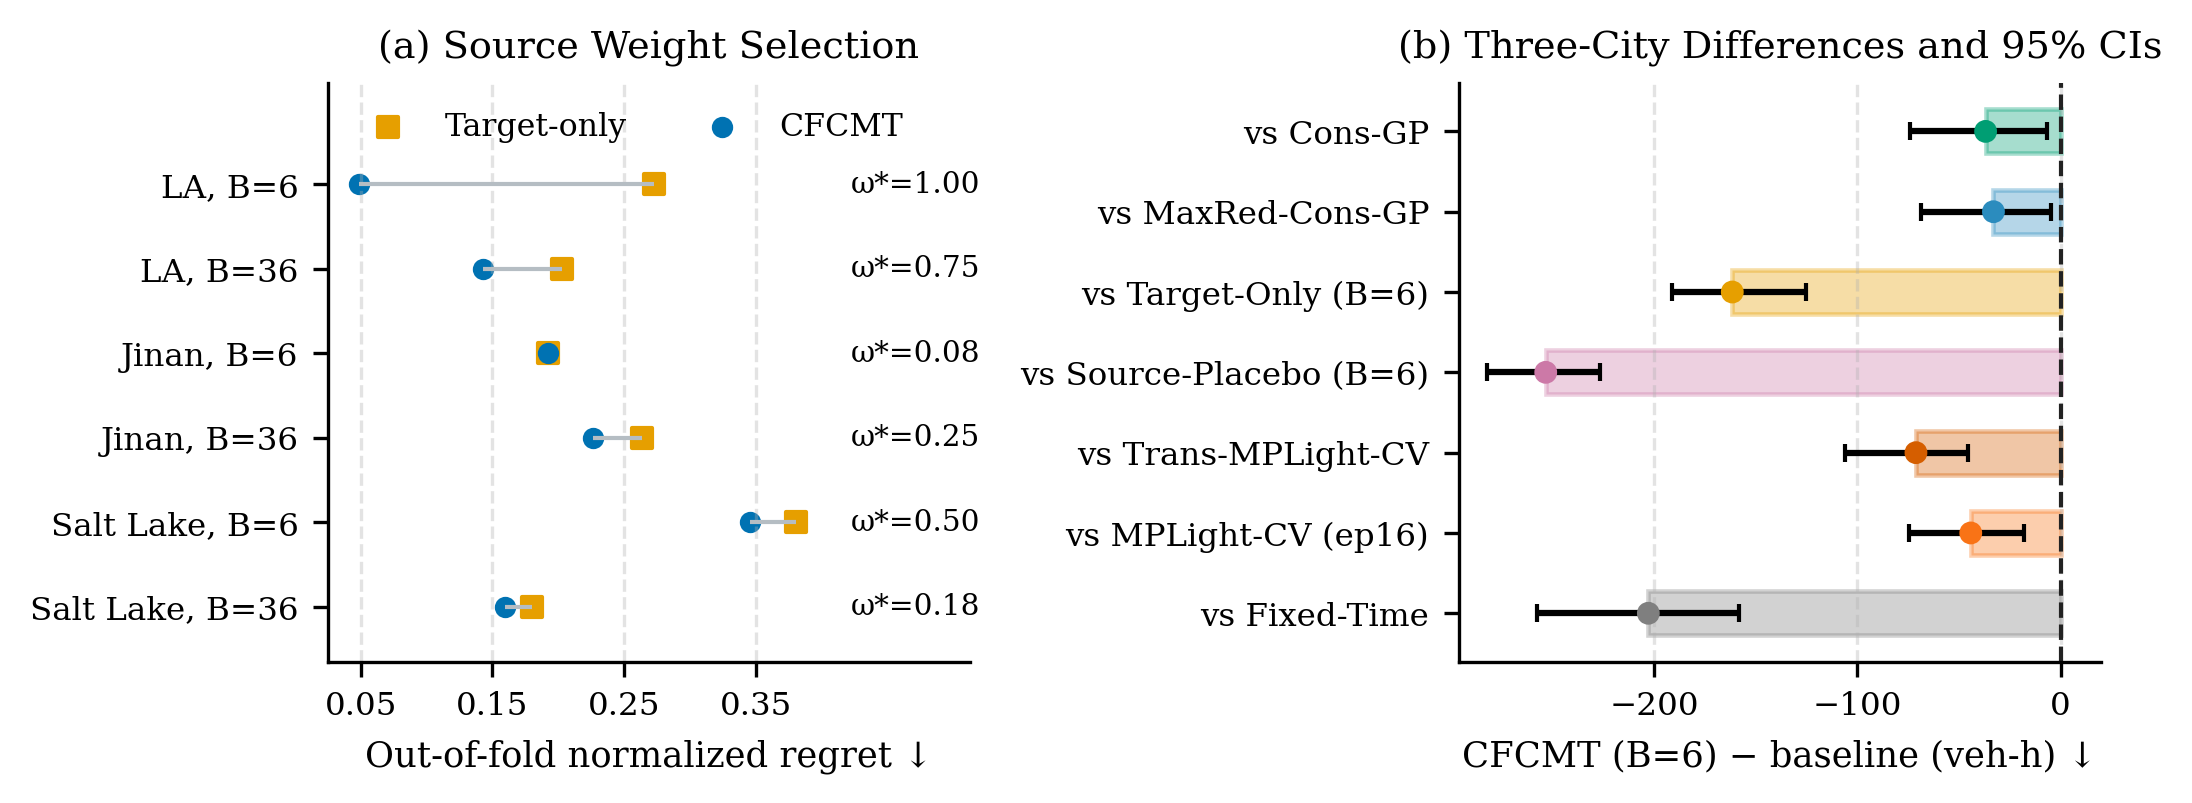 (a) Source Weight Selection
Target-only
CFCMT
LA, B=6
ω*=1.00
LA, B=36
ω*=0.75
Jinan, B=6
ω*=0.08
Jinan, B=36
ω*=0.25
Salt Lake, B=6
ω*=0.50
Salt Lake, B=36
ω*=0.18
0.05
0.15
0.25
0.35
Out-of-fold normalized regret ↓
(b) Three-City Differences and 95% CIs
vs Cons-GP
vs MaxRed-Cons-GP
vs Target-Only (B=6)
vs Source-Placebo (B=6)
vs Trans-MPLight-CV
vs MPLight-CV (ep16)
vs Fixed-Time
−200
−100
0
CFCMT (B=6) − baseline (veh-h) ↓